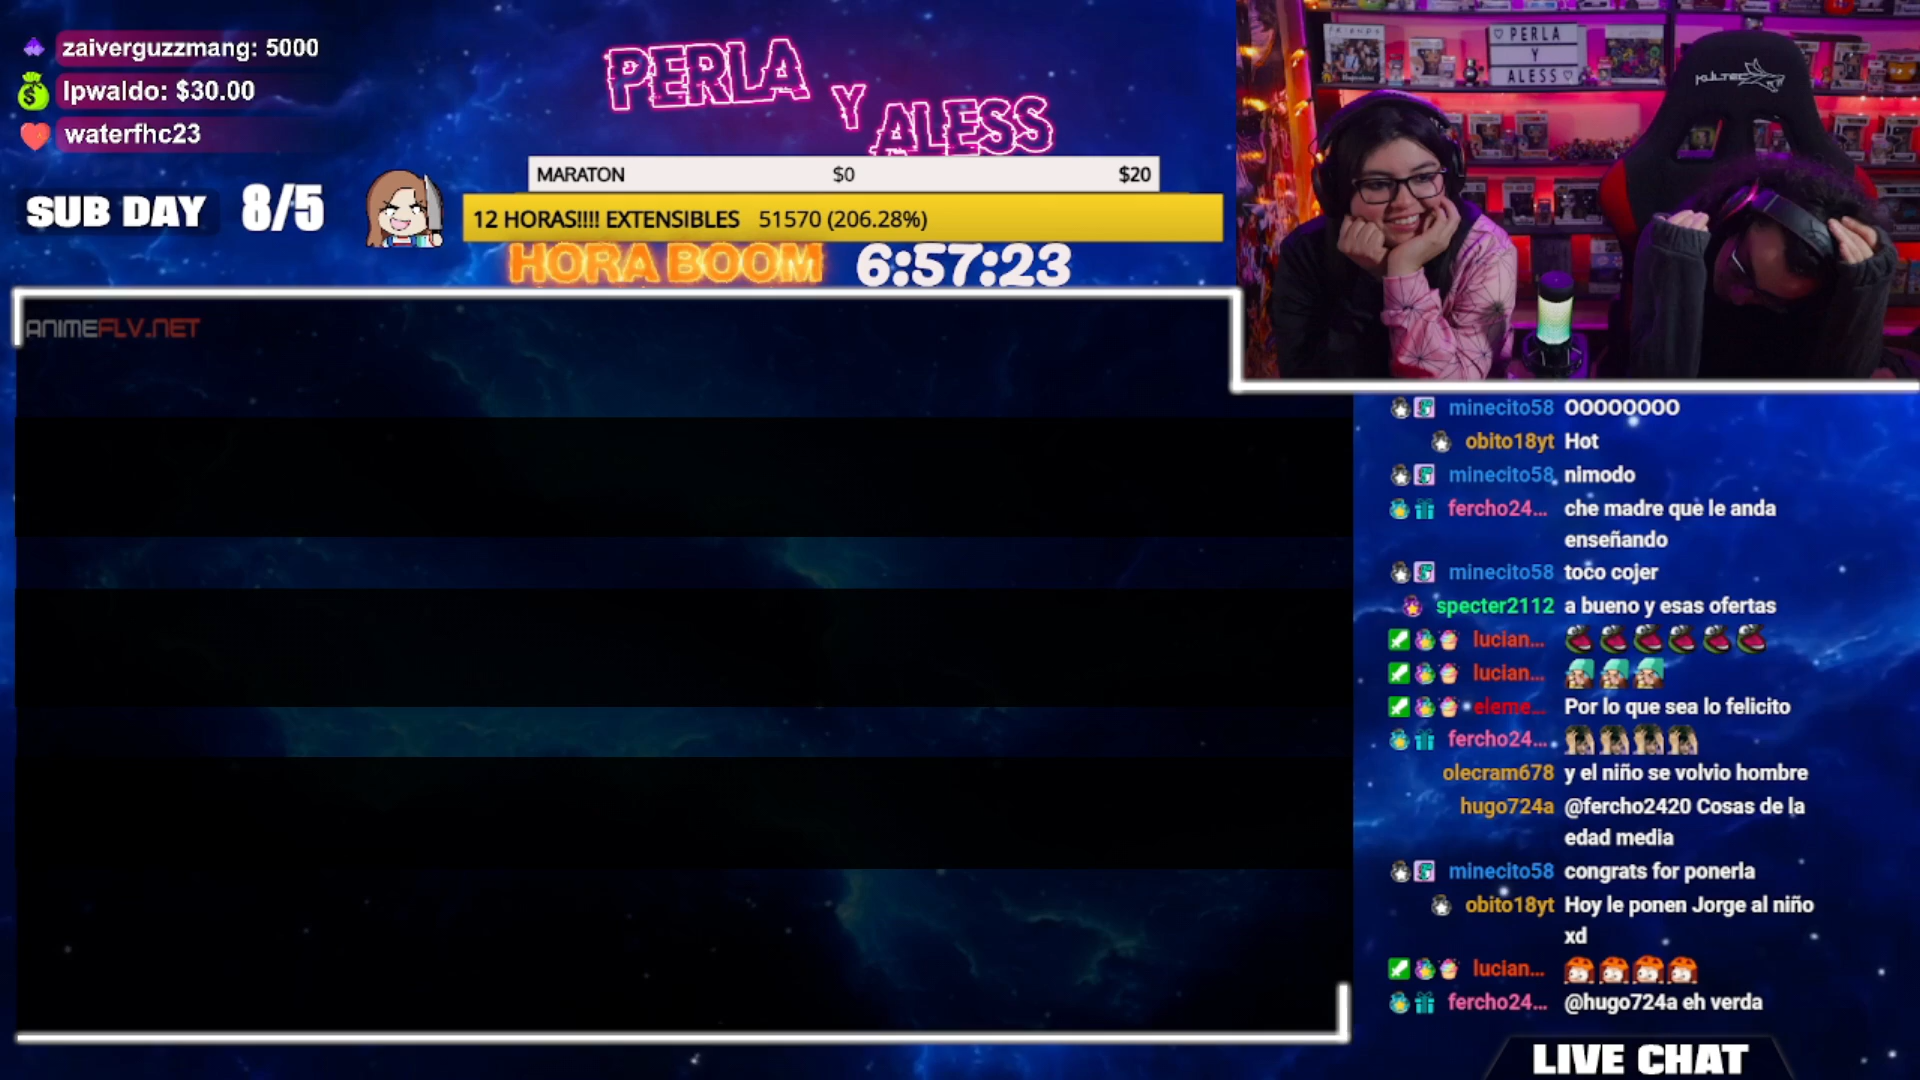 zaiverguzzmang: 5000
lpwaldo: $30.00
waterfhc23
SUB DAY 8/5
PERLA
Y
ALESS
MARATON $0 $20
12 HORAS!!!! EXTENSIBLES 51570 (206.28%)
HORA BOOM 6:57:23
ANIMEFLV.NET
FRIENDS
PERLA
Y
ALESS
minecito58 OOOOOOOO
obito18yt Hot
minecito58 nimodo
fercho24... che madre que le anda
enseñando
minecito58 toco cojer
specter2112 a bueno y esas ofertas
lucian...
lucian...
eleme... Por lo que sea lo felicito
fercho24...
olecram678 y el niño se volvio hombre
hugo724a @fercho2420 Cosas de la
edad media
minecito58 congrats for ponerla
obito18yt Hoy le ponen Jorge al niño
xd
lucian...
fercho24... @hugo724a eh verda
LIVE CHAT